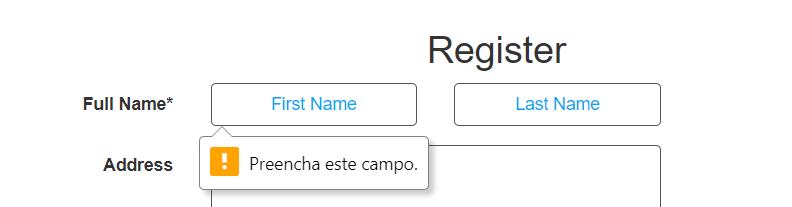 Register
Full Name* First Name Last Name
Address
Preencha este campo.